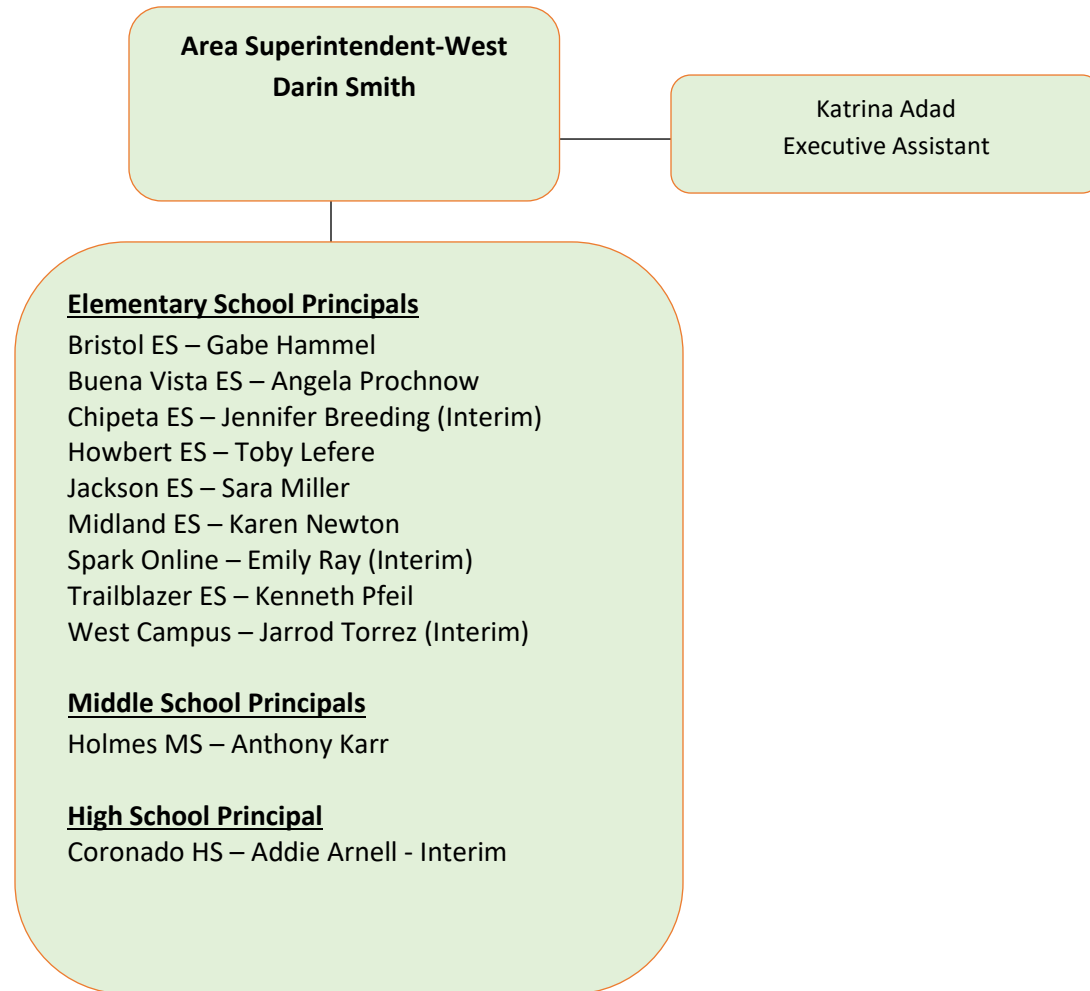 Area Superintendent-West
Darin Smith
Katrina Adad
Executive Assistant
Elementary School Principals
Bristol ES – Gabe Hammel
Buena Vista ES – Angela Prochnow
Chipeta ES – Jennifer Breeding (Interim)
Howbert ES – Toby Lefere
Jackson ES – Sara Miller
Midland ES – Karen Newton
Spark Online – Emily Ray (Interim)
Trailblazer ES – Kenneth Pfeil
West Campus – Jarrod Torrez (Interim)
Middle School Principals
Holmes MS – Anthony Karr
High School Principal
Coronado HS – Addie Arnell - Interim